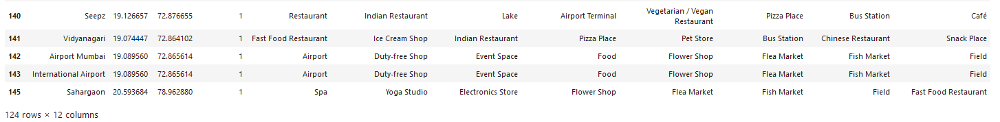 140 Seepz 19.126657 72.876655 1 Restaurant Indian Restaurant Lake Airport Terminal Vegetarian / Vegan Restaurant Pizza Place Bus Station Café
141 Vidyanagari 19.074447 72.864102 1 Fast Food Restaurant Ice Cream Shop Indian Restaurant Pizza Place Pet Store Bus Station Chinese Restaurant Snack Place
142 Airport Mumbai 19.089560 72.865614 1 Airport Duty-free Shop Event Space Food Flower Shop Flea Market Fish Market Field
143 International Airport 19.089560 72.865614 1 Airport Duty-free Shop Event Space Food Flower Shop Flea Market Fish Market Field
145 Sahargaon 20.593684 78.962880 1 Spa Yoga Studio Electronics Store Flower Shop Flea Market Fish Market Field Fast Food Restaurant
124 rows × 12 columns